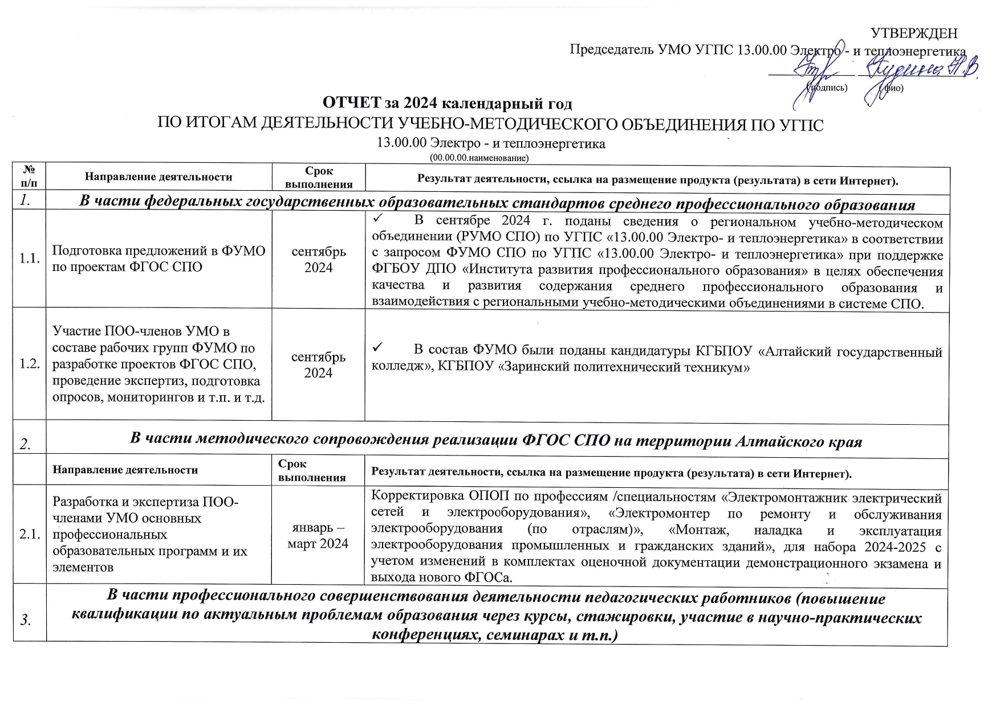 УТВЕРЖДЕН
Председатель УМО УГПС 13.00.00 Электро - и теплоэнергетика
Кудрина Н.В.
(подпись) (фио)
ОТЧЕТ за 2024 календарный год
ПО ИТОГАМ ДЕЯТЕЛЬНОСТИ УЧЕБНО-МЕТОДИЧЕСКОГО ОБЪЕДИНЕНИЯ ПО УГПС
13.00.00 Электро - и теплоэнергетика
(00.00.00.наименование)
№
п/п
Направление деятельности
Срок
выполнения
Результат деятельности, ссылка на размещение продукта (результата) в сети Интернет).
1.
В части федеральных государственных образовательных стандартов среднего профессионального образования
1.1.
Подготовка предложений в ФУМО
по проектам ФГОС СПО
сентябрь
2024
✓ В сентябре 2024 г. поданы сведения о региональном учебно-методическом
объединении (РУМО СПО) по УГПС «13.00.00 Электро- и теплоэнергетика» в соответствии
с запросом ФУМО СПО по УГПС «13.00.00 Электро- и теплоэнергетика» при поддержке
ФГБОУ ДПО «Института развития профессионального образования» в целях обеспечения
качества и развития содержания среднего профессионального образования и
взаимодействия с региональными учебно-методическими объединениями в системе СПО.
1.2.
Участие ПОО-членов УМО в
составе рабочих групп ФУМО по
разработке проектов ФГОС СПО,
проведение экспертиз, подготовка
опросов, мониторингов и т.п. и т.д.
сентябрь
2024
✓ В состав ФУМО были поданы кандидатуры КГБПОУ «Алтайский государственный
колледж», КГБПОУ «Заринский политехнический техникум»
2.
В части методического сопровождения реализации ФГОС СПО на территории Алтайского края
Направление деятельности
Срок
выполнения
Результат деятельности, ссылка на размещение продукта (результата) в сети Интернет).
2.1.
Разработка и экспертиза ПОО-
членами УМО основных
профессиональных
образовательных программ и их
элементов
январь –
март 2024
Корректировка ОПОП по профессиям /специальностям «Электромонтажник электрический
сетей и электрооборудования», «Электромонтер по ремонту и обслуживания
электрооборудования (по отраслям)», «Монтаж, наладка и эксплуатация
электрооборудования промышленных и гражданских зданий», для набора 2024-2025 с
учетом изменений в комплектах оценочной документации демонстрационного экзамена и
выхода нового ФГОСа.
3.
В части профессионального совершенствования деятельности педагогических работников (повышение
квалификации по актуальным проблемам образования через курсы, стажировки, участие в научно-практических
конференциях, семинарах и т.п.)